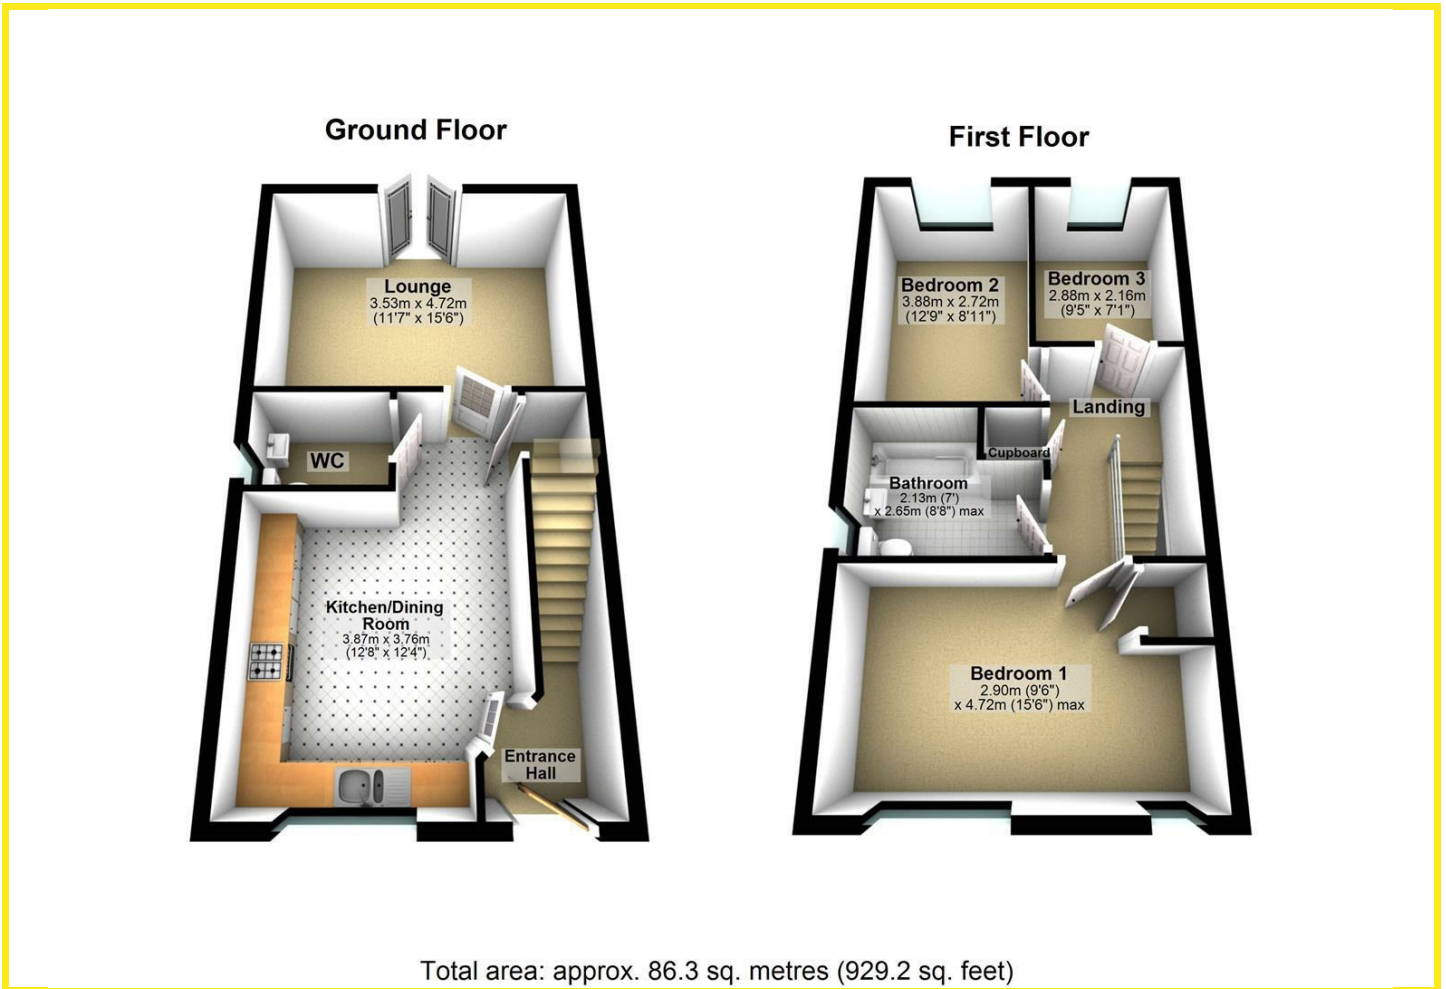 Ground Floor
Lounge
3.53m x 4.72m
(11'7" x 15'6")
WC
Kitchen/Dining
Room
3.87m x 3.76m
(12'8" x 12'4")
Entrance
Hall
First Floor
Bedroom 2
3.88m x 2.72m
(12'9" x 8'11")
Bedroom 3
2.88m x 2.16m
(9'5" x 7'1")
Landing
Cupboard
Bathroom
2.13m (7')
x 2.65m (8'8") max
Bedroom 1
2.90m (9'6")
x 4.72m (15'6") max
Total area: approx. 86.3 sq. metres (929.2 sq. feet)